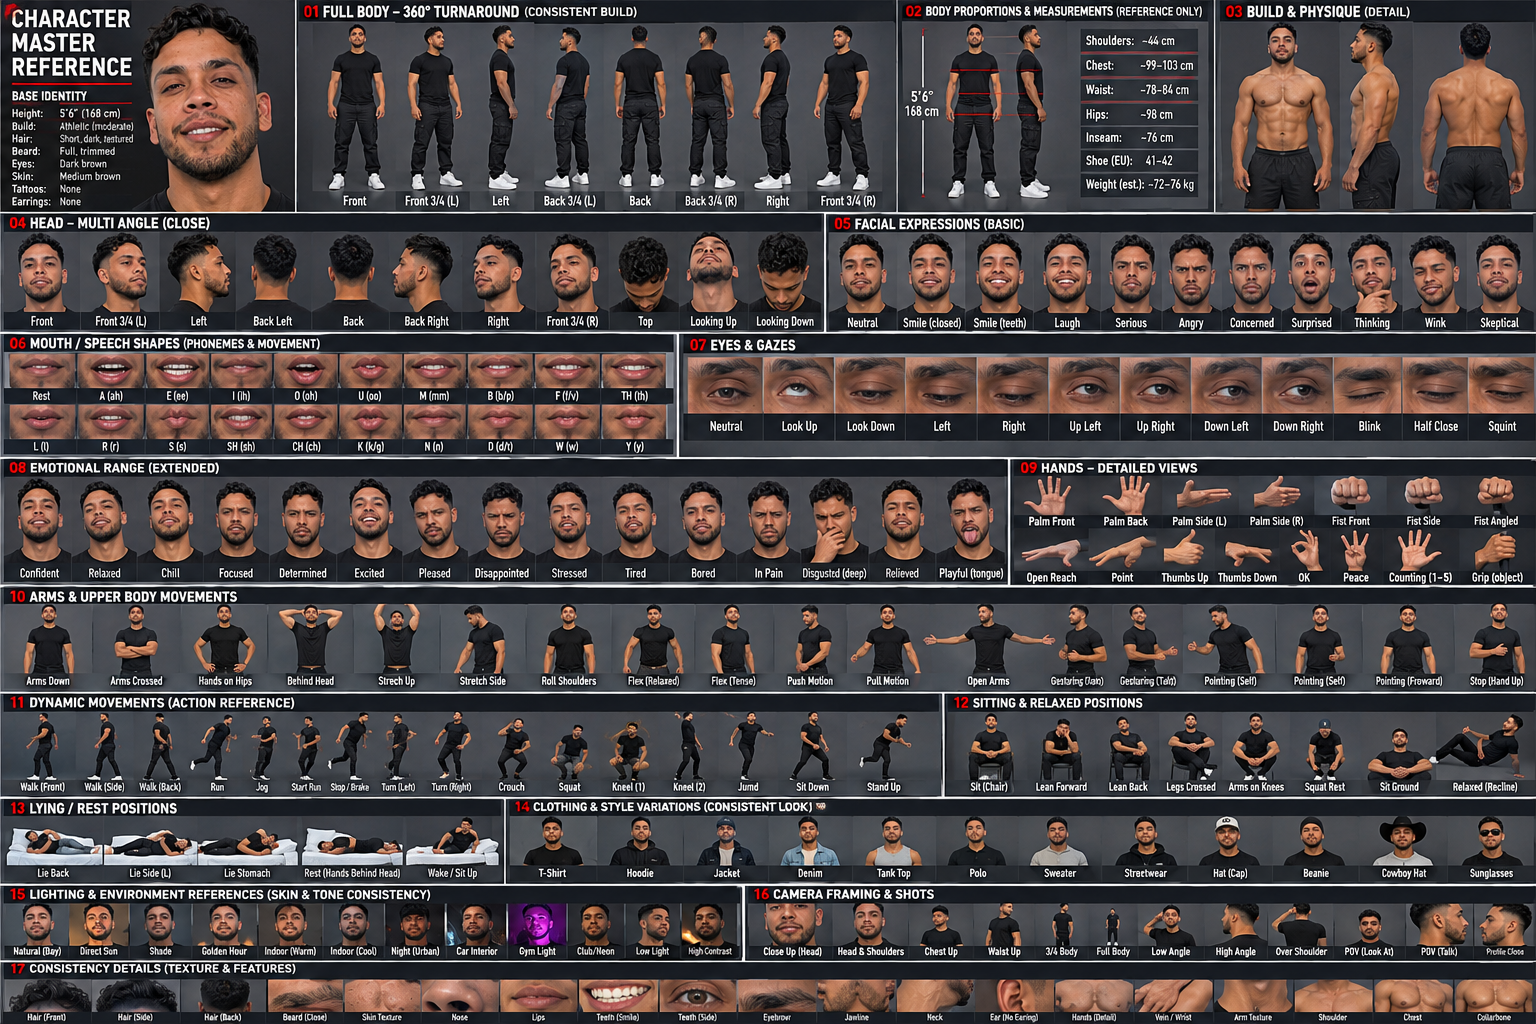 CHARACTER
MASTER
REFERENCE
BASE IDENTITY
Height: 5'6" (168 cm)
Build: Athletic (moderate)
Hair: Short, dark, textured
Beard: Full, trimmed
Eyes: Dark brown
Skin: Medium brown
Tattoos: None
Earrings: None
01 FULL BODY – 360° TURNAROUND (CONSISTENT BUILD)
Front Front 3/4 (L) Left Back 3/4 (L) Back Back 3/4 (R) Right Front 3/4 (R)
02 BODY PROPORTIONS & MEASUREMENTS (REFERENCE ONLY)
5'6"
168 cm
Shoulders: ~44 cm
Chest: ~99–103 cm
Waist: ~78–84 cm
Hips: ~98 cm
Inseam: ~76 cm
Shoe (EU): 41–42
Weight (est.): ~72–76 kg
03 BUILD & PHYSIQUE (DETAIL)
04 HEAD – MULTI ANGLE (CLOSE)
Front Front 3/4 (L) Left Back Left Back Back Right Right Front 3/4 (R) Top Looking Up Looking Down
05 FACIAL EXPRESSIONS (BASIC)
Neutral Smile (closed) Smile (teeth) Laugh Serious Angry Concerned Surprised Thinking Wink Skeptical
06 MOUTH / SPEECH SHAPES (PHONEMES & MOVEMENT)
Rest A (ah) E (ee) I (ih) O (oh) U (oo) M (mm) B (b/p) F (f/v) TH (th)
L (l) R (r) S (s) SH (sh) CH (ch) K (k/g) N (n) D (d/t) W (w) Y (y)
07 EYES & GAZES
Neutral Look Up Look Down Left Right Up Left Up Right Down Left Down Right Blink Half Close Squint
08 EMOTIONAL RANGE (EXTENDED)
Confident Relaxed Chill Focused Determined Excited Pleased Disappointed Stressed Tired Bored In Pain Disgusted (deep) Relieved Playful (tongue)
09 HANDS – DETAILED VIEWS
Palm Front Palm Back Palm Side (L) Palm Side (R) Fist Front Fist Side Fist Angled
Open Reach Point Thumbs Up Thumbs Down OK Peace Counting (1–5) Grip (object)
10 ARMS & UPPER BODY MOVEMENTS
Arms Down Arms Crossed Hands on Hips Behind Head Strech Up Stretch Side Roll Shoulders Flex (Relaxed) Flex (Tense) Push Motion Pull Motion Open Arms Gesturing Gesturing Pointing (Self) Pointing (Self) Pointing (Froward) Stop (Hand Up)
11 DYNAMIC MOVEMENTS (ACTION REFERENCE)
Walk (Front) Walk (Side) Walk (Back) Run Jog Start Run Stop / Brake Turn (Left) Turn (Right) Crouch Squat Kneel (1) Kneel (2) Sit Down Stand Up
12 SITTING & RELAXED POSITIONS
Sit (Chair) Lean Forward Lean Back Legs Crossed Arms on Knees Squat Rest Sit Ground Relaxed (Recline)
13 LYING / REST POSITIONS
Lie Back Lie Side (L) Lie Stomach Rest (Hands Behind Head) Wake / Sit Up
14 CLOTHING & STYLE VARIATIONS (CONSISTENT LOOK)
T-Shirt Hoodie Jacket Denim Tank Top Polo Sweater Streetwear Hat (Cap) Beanie Cowboy Hat Sunglasses
15 LIGHTING & ENVIRONMENT REFERENCES (SKIN & TONE CONSISTENCY)
Natural (Day) Direct Son Shade Golden Hour Indoor (Warm) Indoor (Cool) Night (Urban) Car Interior Gym Light Club/Neon Low Light High Contrast
16 CAMERA FRAMING & SHOTS
Close Up (Head) Head & Shoulders Chest Up Waist Up 3/4 Body Full Body Low Angle High Angle Over Shoulder POV (Look At) POV (Talk) Profile Close
17 CONSISTENCY DETAILS (TEXTURE & FEATURES)
Hair (Front) Hair (Side) Hair (Back) Beard (Close) Skin Texture Nose Lips Teeth (Smile) Teeth (Side) Eyebrow Jawline Neck Ear (No Earing) Hands (Detail) Vein / Wrist Arm Texture Shoulder Chest Collarbone